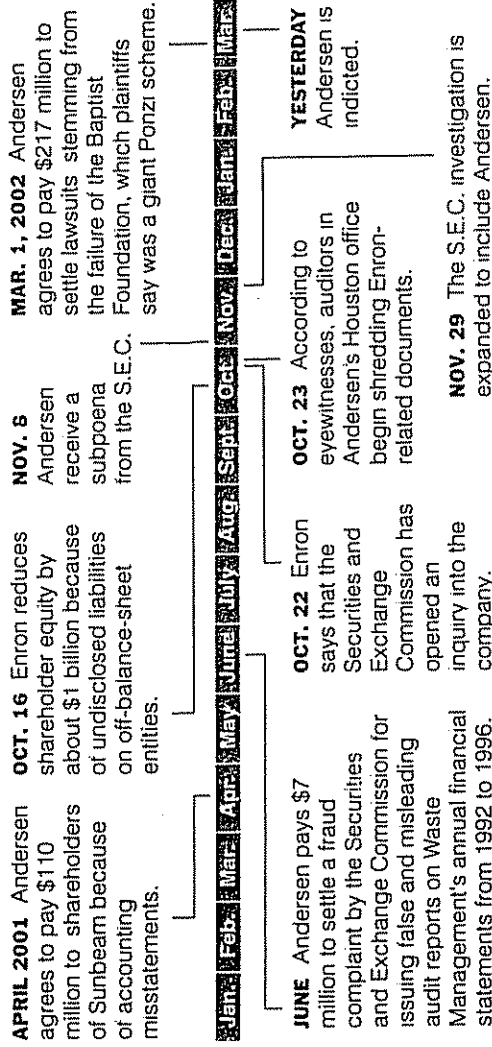 APRIL 2001 Andersen
agrees to pay $110
million to shareholders
of Sunbeam because
of accounting
misstatements.
OCT. 16 Enron reduces
shareholder equity by
about $1 billion because
of undisclosed liabilities
on off-balance-sheet
entities.
NOV. 8
Andersen
receive a
subpoena
from the S.E.C.
MAR. 1, 2002 Andersen
agrees to pay $217 million to
settle lawsuits stemming from
the failure of the Baptist
Foundation, which plaintiffs
say was a giant Ponzi scheme.
Jan. Feb. Mar. Apr. May June July Aug. Sept. Oct. Nov. Dec. Jan. Feb. Mar.
JUNE Andersen pays $7
million to settle a fraud
complaint by the Securities
and Exchange Commission for
issuing false and misleading
audit reports on Waste
Management's annual financial
statements from 1992 to 1996.
OCT. 22 Enron
says that the
Securities and
Exchange
Commission has
opened an
inquiry into the
company.
OCT. 23 According to
eyewitnesses, auditors in
Andersen's Houston office
begin shredding Enron-
related documents.
NOV. 29 The S.E.C. investigation is
expanded to include Andersen.
YESTERDAY
Andersen is
indicted.